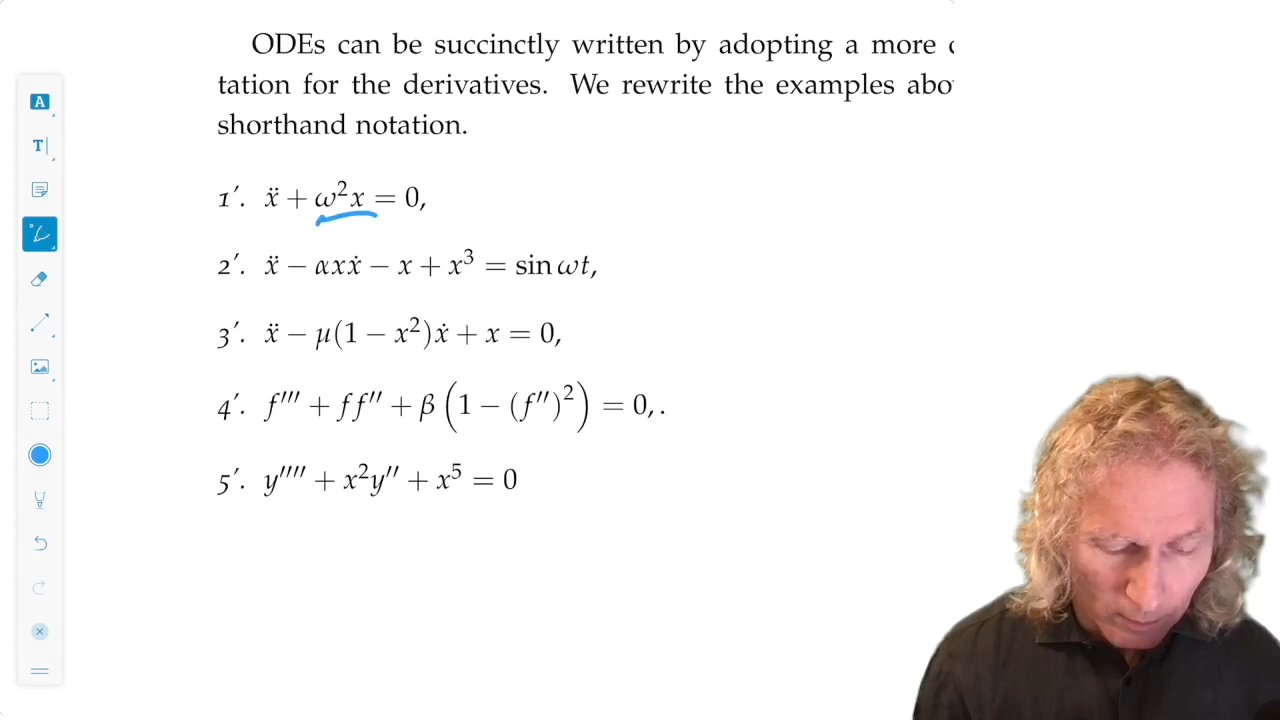 ODEs can be succinctly written by adopting a more
tation for the derivatives. We rewrite the examples
shorthand notation.
1′. ẍ + ω²x = 0,
2′. ẍ − αxẋ − x + x³ = sin ωt,
3′. ẍ − μ(1 − x²)ẋ + x = 0,
4′. f′′′ + ff′′ + β(1 − (f′′)²) = 0, .
5′. y′′′′ + x²y′′ + x⁵ = 0
A
T|